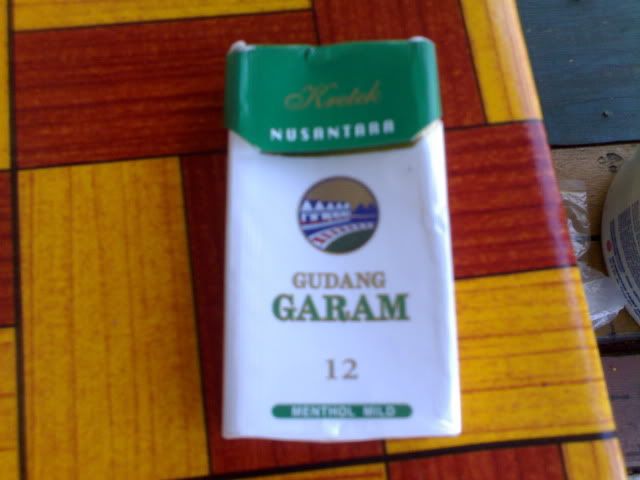 Kretek
NUSANTARA
GUDANG
GARAM
12
MENTHOL MILD